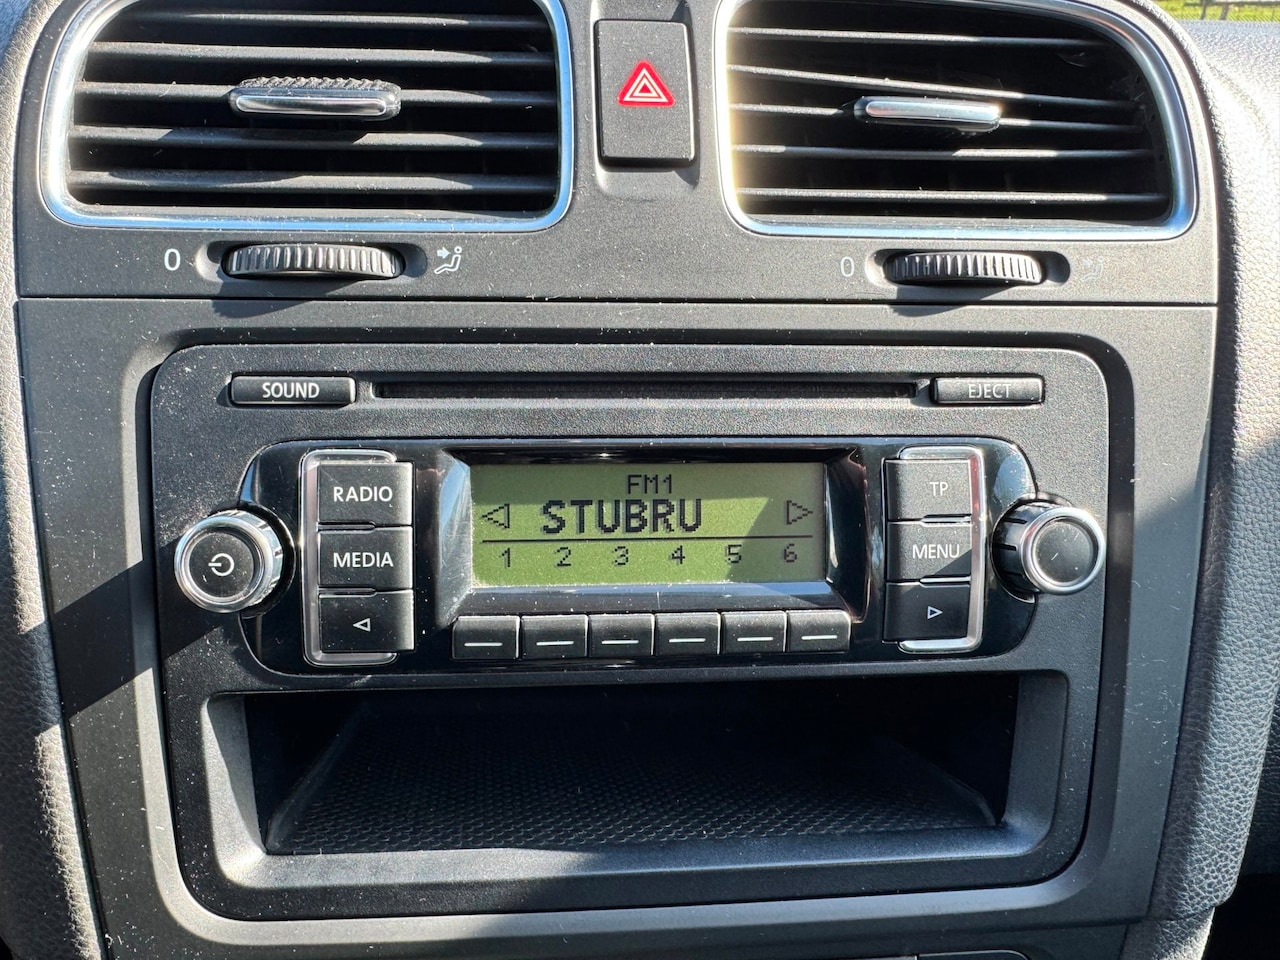 0
0
SOUND
EJECT
RADIO
MEDIA
FM1
STUBRU
1 2 3 4 5 6
TP
MENU